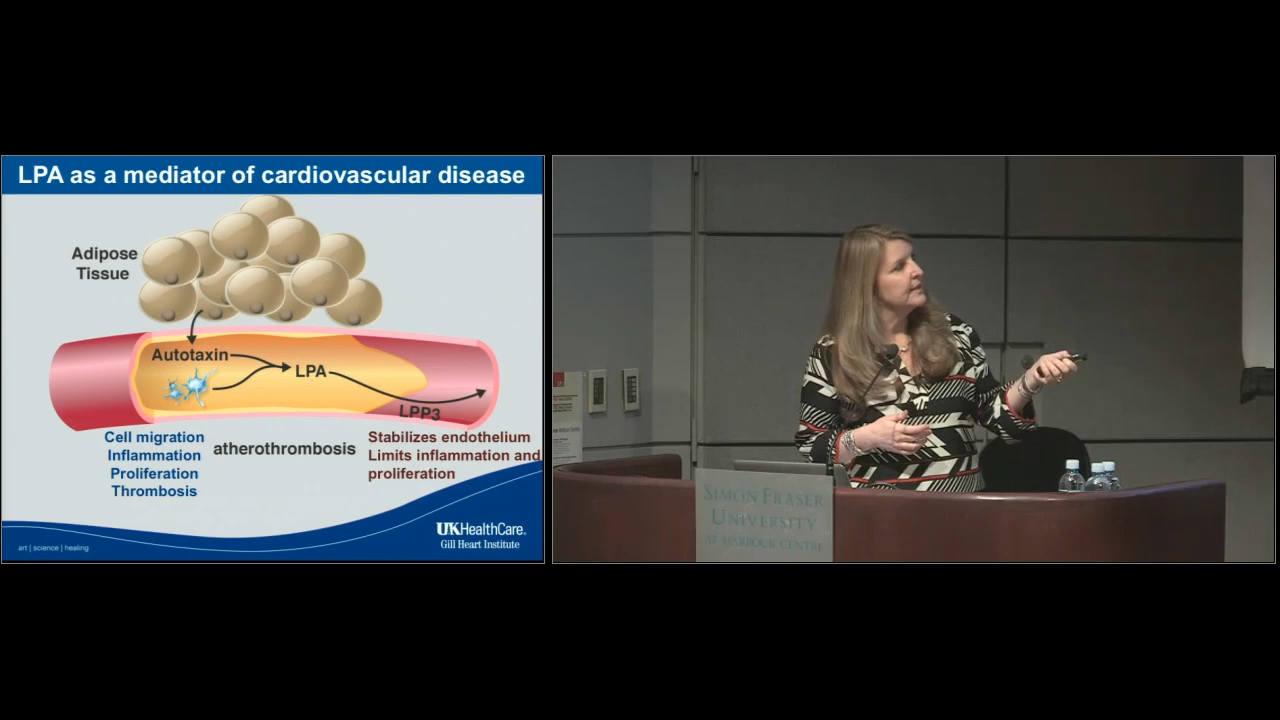 LPA as a mediator of cardiovascular disease
Adipose
Tissue
Autotaxin
LPA
LPP3
Cell migration
Inflammation
Proliferation
Thrombosis
atherothrombosis
Stabilizes endothelium
Limits inflammation and
proliferation
art | science | healing
UKHealthCare.
Gill Heart Institute
SIMON FRASER
UNIVERSITY
AT HARBOUR CENTRE